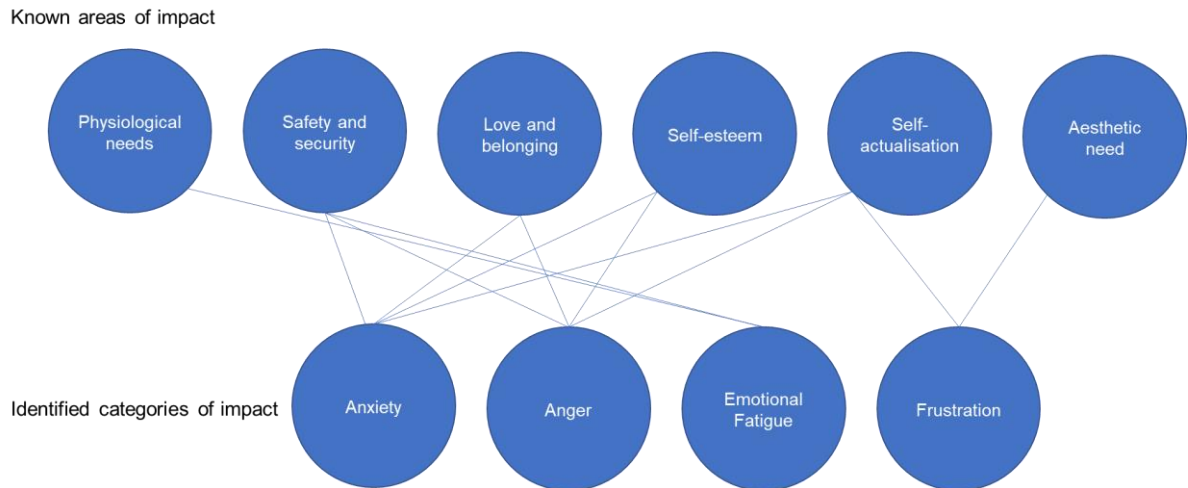 Known areas of impact
Physiological
needs
Safety and
security
Love and
belonging
Self-esteem
Self-
actualisation
Aesthetic
need
Identified categories of impact
Anxiety
Anger
Emotional
Fatigue
Frustration